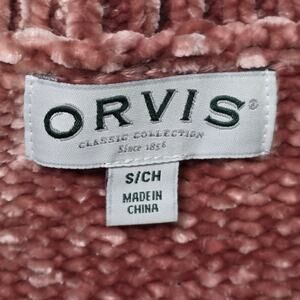 ORVIS®
CLASSIC COLLECTION
Since 1856
S/CH
MADE IN
CHINA